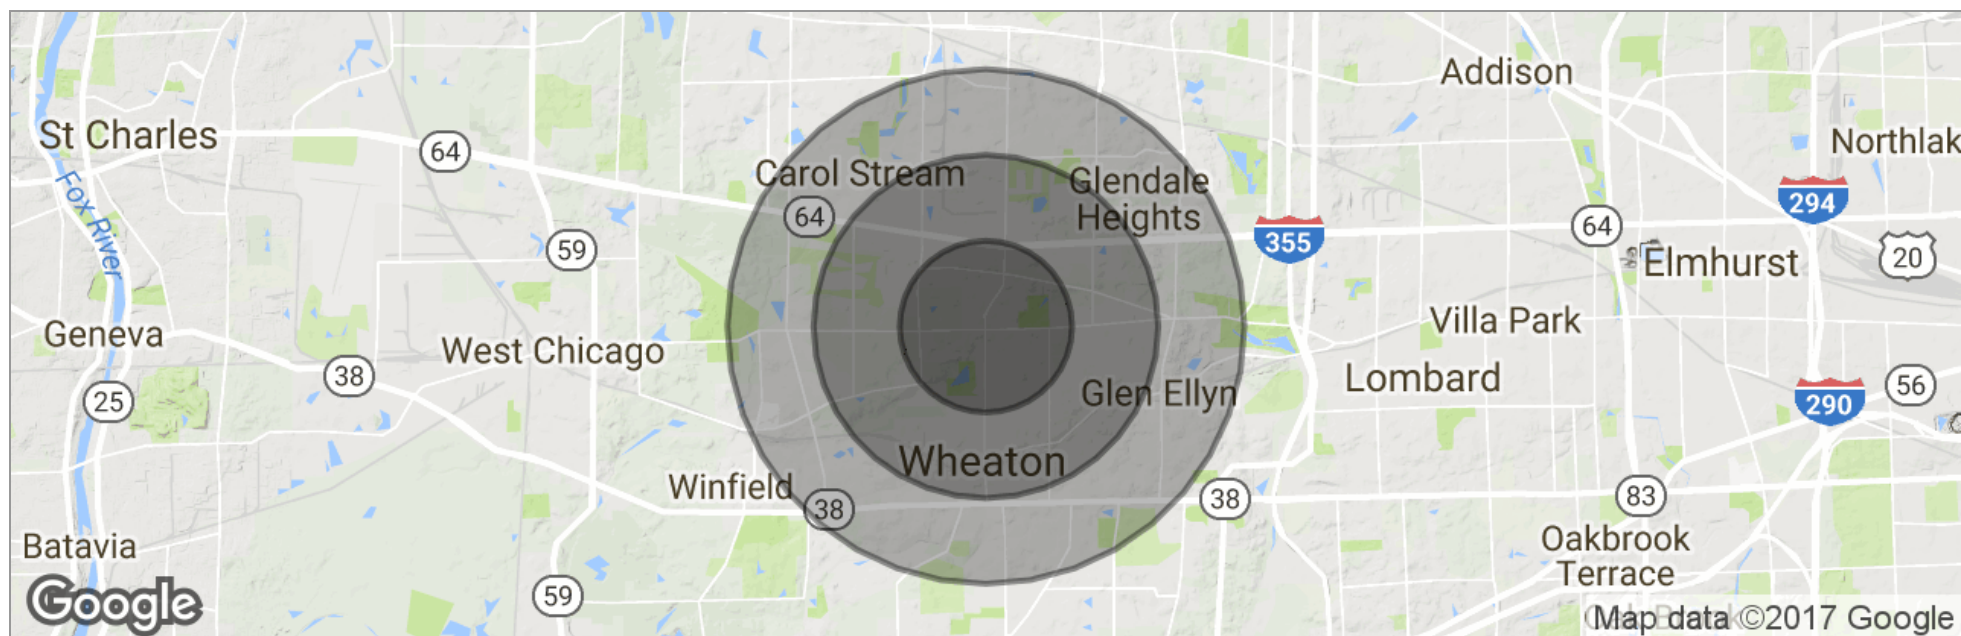 Addison
St Charles
64
Northlak
Carol Stream
Glendale
Heights
Fox River
64
294
64
355
59
20
Elmhurst
Geneva
West Chicago
Villa Park
38
Lombard
25
Glen Ellyn
56
290
Wheaton
Winfield
38
38
83
Batavia
Oakbrook
Terrace
59
Google
Map data ©2017 Google